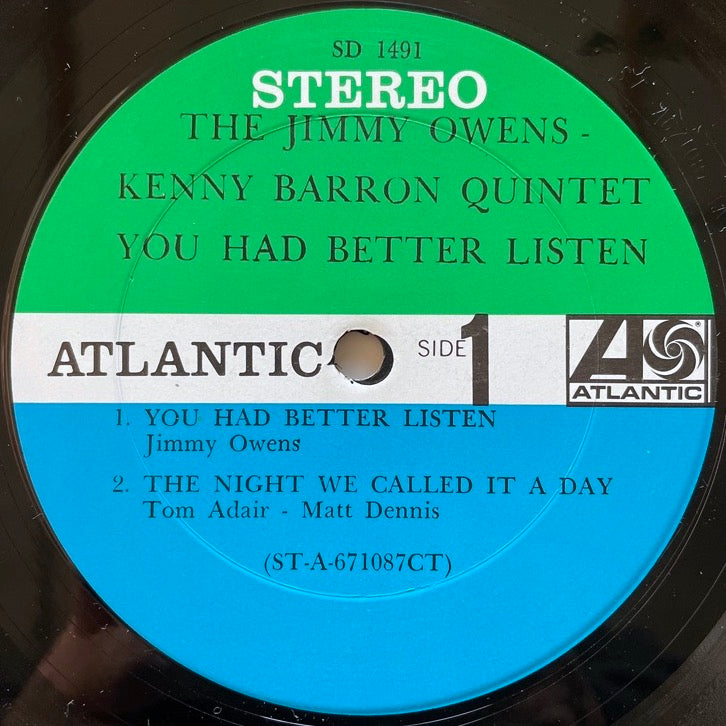 SD 1491
STEREO
THE JIMMY OWENS -
KENNY BARRON QUINTET
YOU HAD BETTER LISTEN
ATLANTIC SIDE 1 A
ATLANTIC
1. YOU HAD BETTER LISTEN
Jimmy Owens
2. THE NIGHT WE CALLED IT A DAY
Tom Adair - Matt Dennis
(ST-A-671087CT)